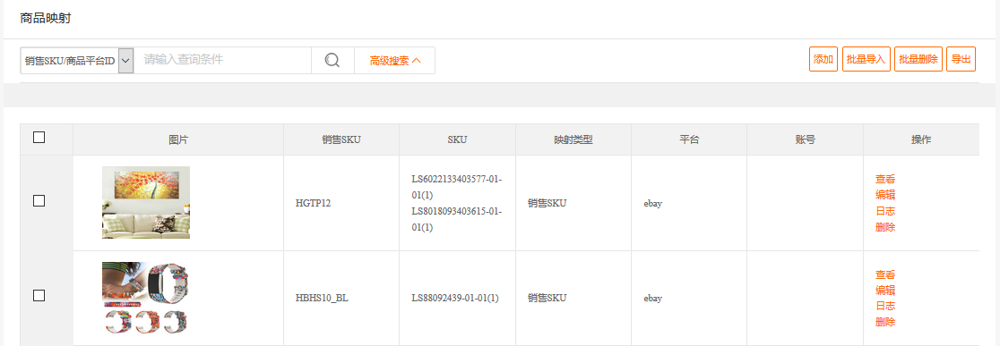 商品映射
销售SKU/商品平台ID 请输入查询条件 高级搜索 添加 批量导入 批量删除 导出
图片 销售SKU SKU 映射类型 平台 账号 操作
HGTP12
LS6022133403577-01-
01(1)
LS8018093403615-01-
01(1)
销售SKU
ebay
查看
编辑
日志
删除
HBHS10_BL
LS88092439-01-01(1)
销售SKU
ebay
查看
编辑
日志
删除